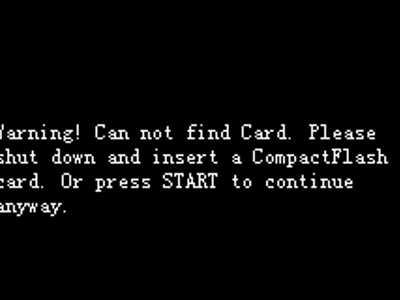 Warning! Can not find Card. Please
shut down and insert a CompactFlash
card. Or press START to continue
anyway.